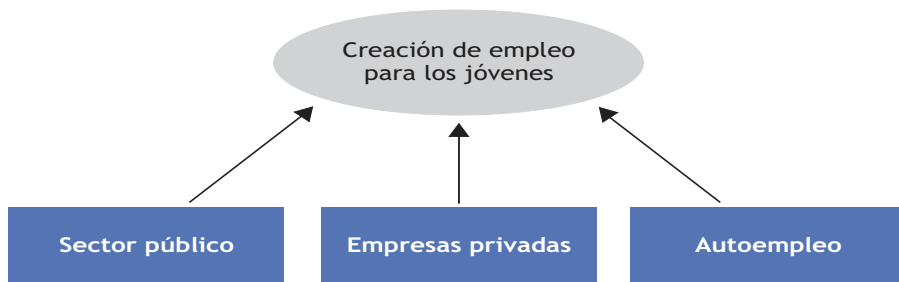 Creación de empleo
para los jóvenes
Sector público
Empresas privadas
Autoempleo